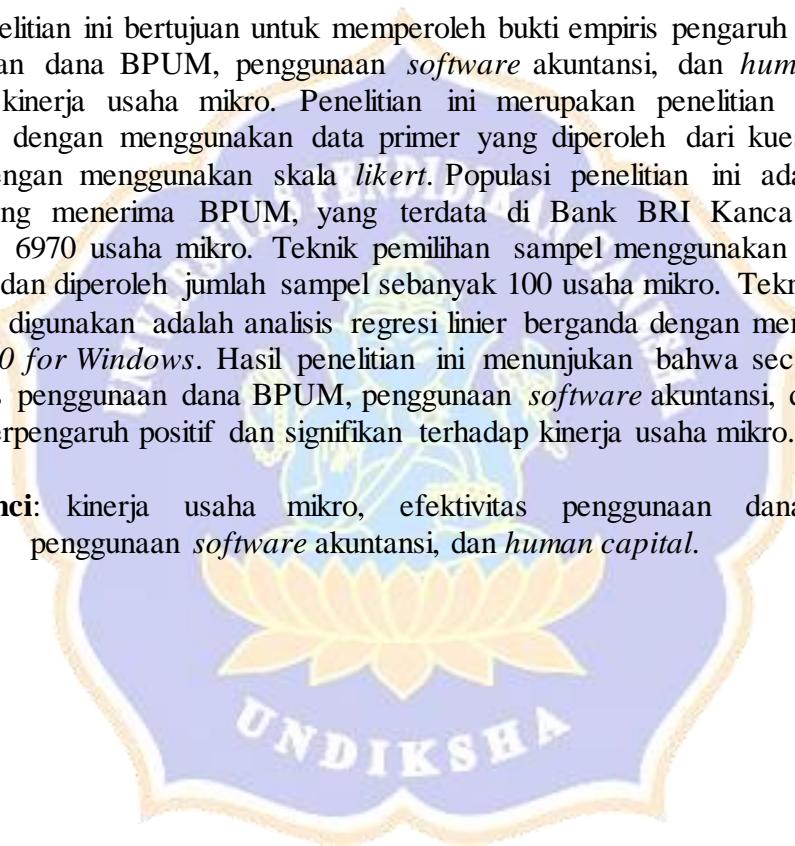 elitian ini bertujuan untuk memperoleh bukti empiris pengaruh
an dana BPUM, penggunaan software akuntansi, dan hum
kinerja usaha mikro. Penelitian ini merupakan penelitian
dengan menggunakan data primer yang diperoleh dari kues
engan menggunakan skala likert. Populasi penelitian ini ada
ng menerima BPUM, yang terdata di Bank BRI Kanca
6970 usaha mikro. Teknik pemilihan sampel menggunakan
dan diperoleh jumlah sampel sebanyak 100 usaha mikro. Tekn
digunakan adalah analisis regresi linier berganda dengan men
0 for Windows. Hasil penelitian ini menunjukan bahwa sec
s penggunaan dana BPUM, penggunaan software akuntansi, d
erpengaruh positif dan signifikan terhadap kinerja usaha mikro.
nci: kinerja usaha mikro, efektivitas penggunaan dana
penggunaan software akuntansi, dan human capital.
UNIVERSITAS PENDIDIKAN GANESHA
UNDIKSHA